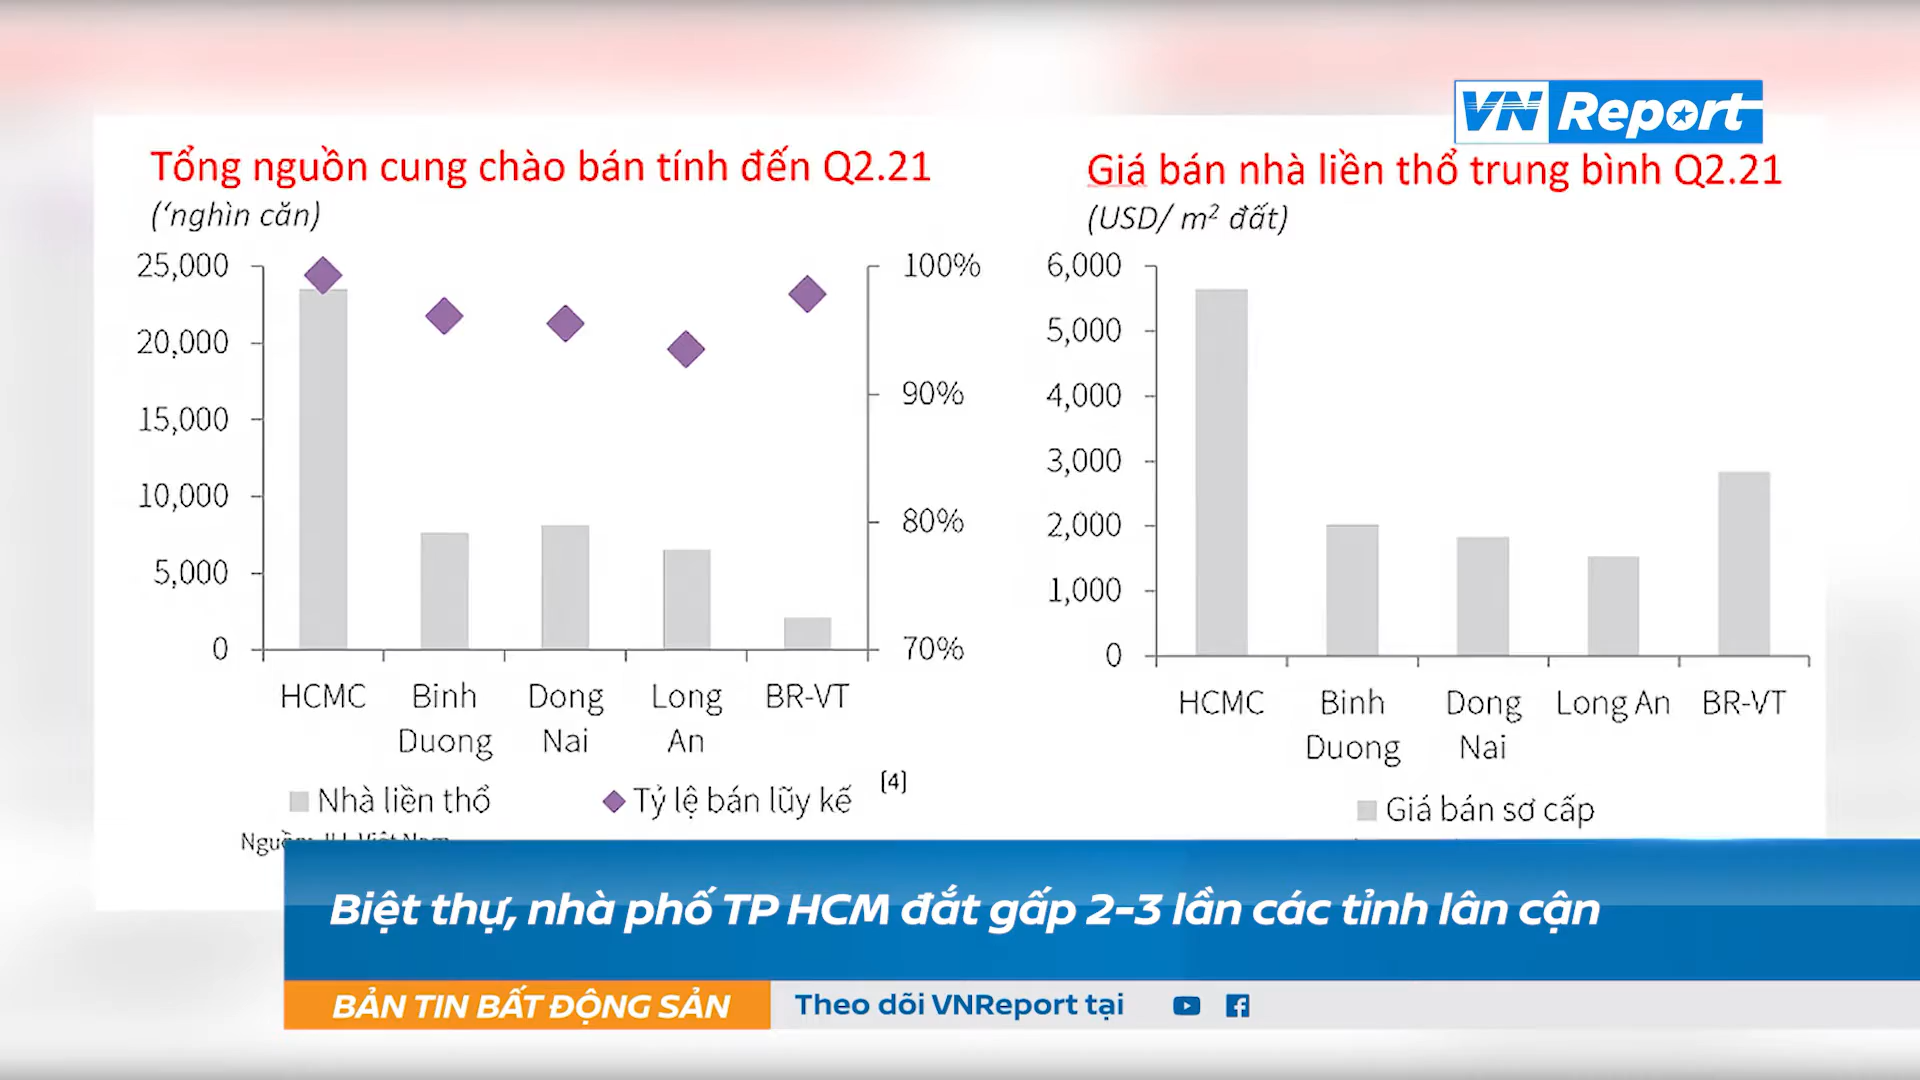 VN Report
Tổng nguồn cung chào bán tính đến Q2.21
(‘nghìn căn)
25,000
20,000
15,000
10,000
5,000
0
100%
90%
80%
70%
HCMC
Binh Duong
Dong Nai
Long An
BR-VT
Nhà liền thổ
Tỷ lệ bán lũy kế
[4]
Giá bán nhà liền thổ trung bình Q2.21
(USD/ m² đất)
6,000
5,000
4,000
3,000
2,000
1,000
0
HCMC
Binh Duong
Dong Nai
Long An
BR-VT
Giá bán sơ cấp
Biệt thự, nhà phố TP HCM đắt gấp 2-3 lần các tỉnh lân cận
BẢN TIN BẤT ĐỘNG SẢN
Theo dõi VNReport tại